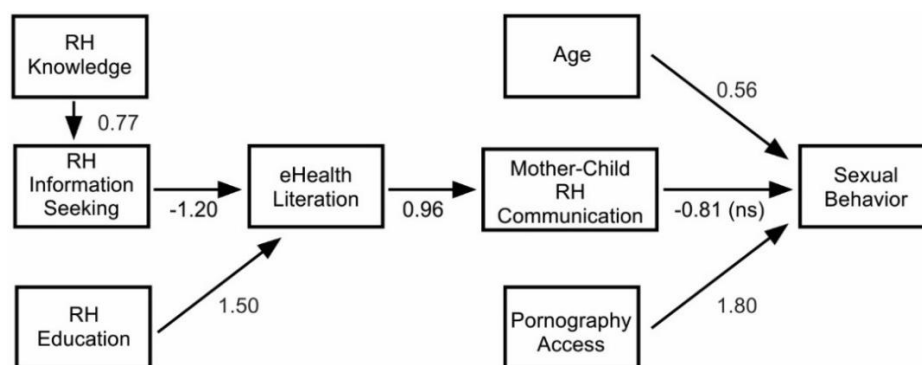 RH
Knowledge
0.77
RH
Information
Seeking
-1.20
eHealth
Literation
0.96
Mother-Child
RH
Communication
-0.81 (ns)
Sexual
Behavior
Age
0.56
RH
Education
1.50
Pornography
Access
1.80